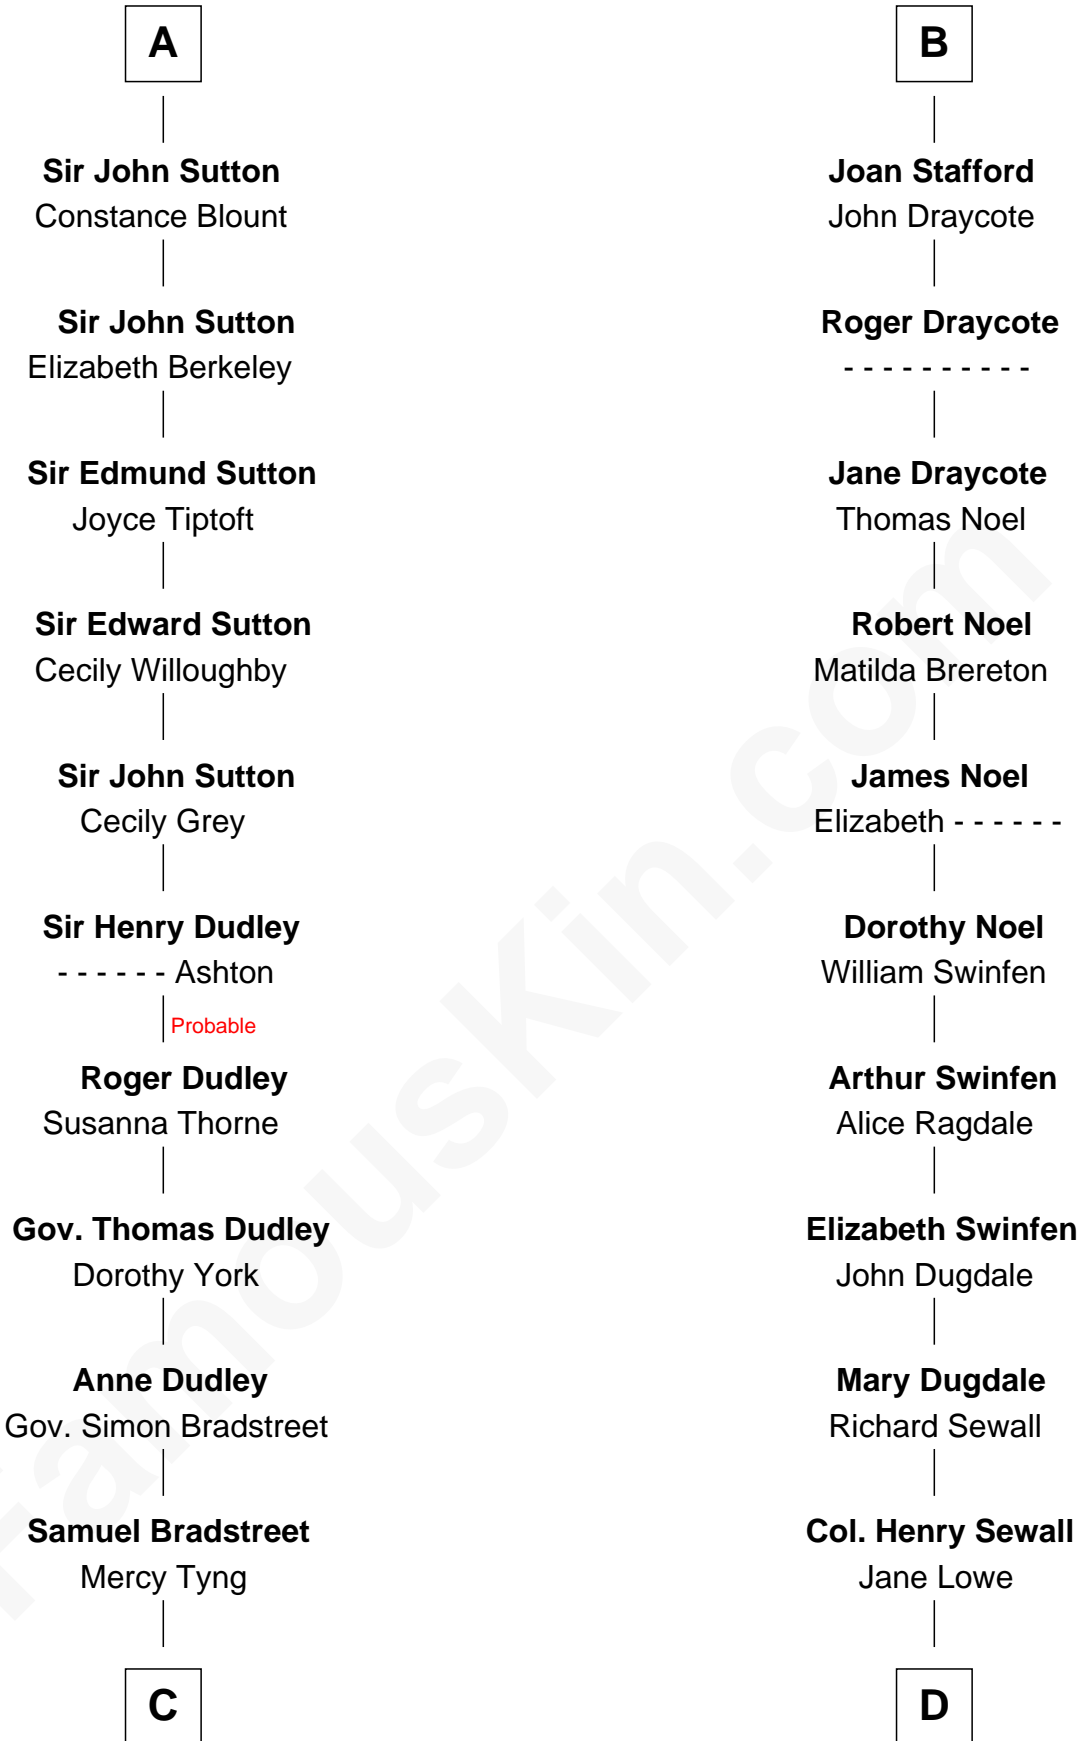 A
Sir John Sutton
Constance Blount
Sir John Sutton
Elizabeth Berkeley
Sir Edmund Sutton
Joyce Tiptoft
Sir Edward Sutton
Cecily Willoughby
Sir John Sutton
Cecily Grey
Sir Henry Dudley
- - - - - - Ashton
Probable
Roger Dudley
Susanna Thorne
Gov. Thomas Dudley
Dorothy York
Anne Dudley
Gov. Simon Bradstreet
Samuel Bradstreet
Mercy Tyng
C
B
Joan Stafford
John Draycote
Roger Draycote
- - - - - - - - - -
Jane Draycote
Thomas Noel
Robert Noel
Matilda Brereton
James Noel
Elizabeth - - - - - -
Dorothy Noel
William Swinfen
Arthur Swinfen
Alice Ragdale
Elizabeth Swinfen
John Dugdale
Mary Dugdale
Richard Sewall
Col. Henry Sewall
Jane Lowe
D
FamousKin.com